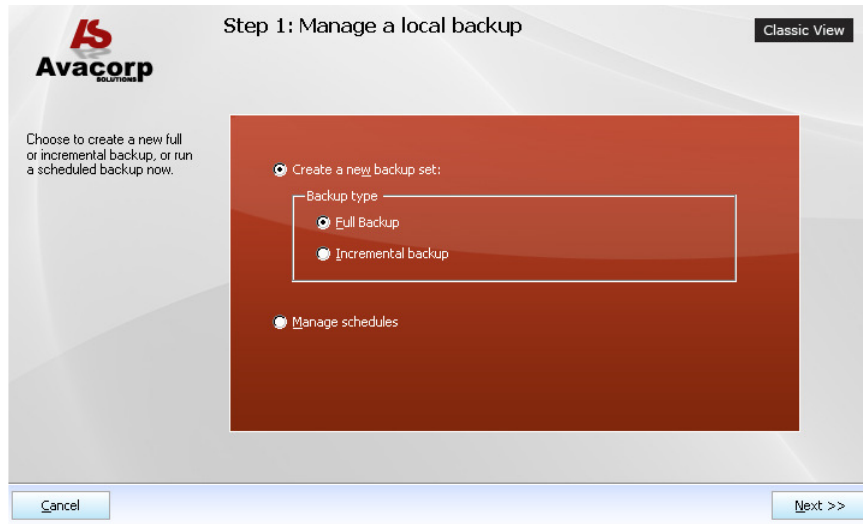 AS
Avacorp
SOLUTIONS
Step 1: Manage a local backup
Classic View
Choose to create a new full
or incremental backup, or run
a scheduled backup now.
Create a new backup set:
Backup type
Full Backup
Incremental backup
Manage schedules
Cancel
Next >>